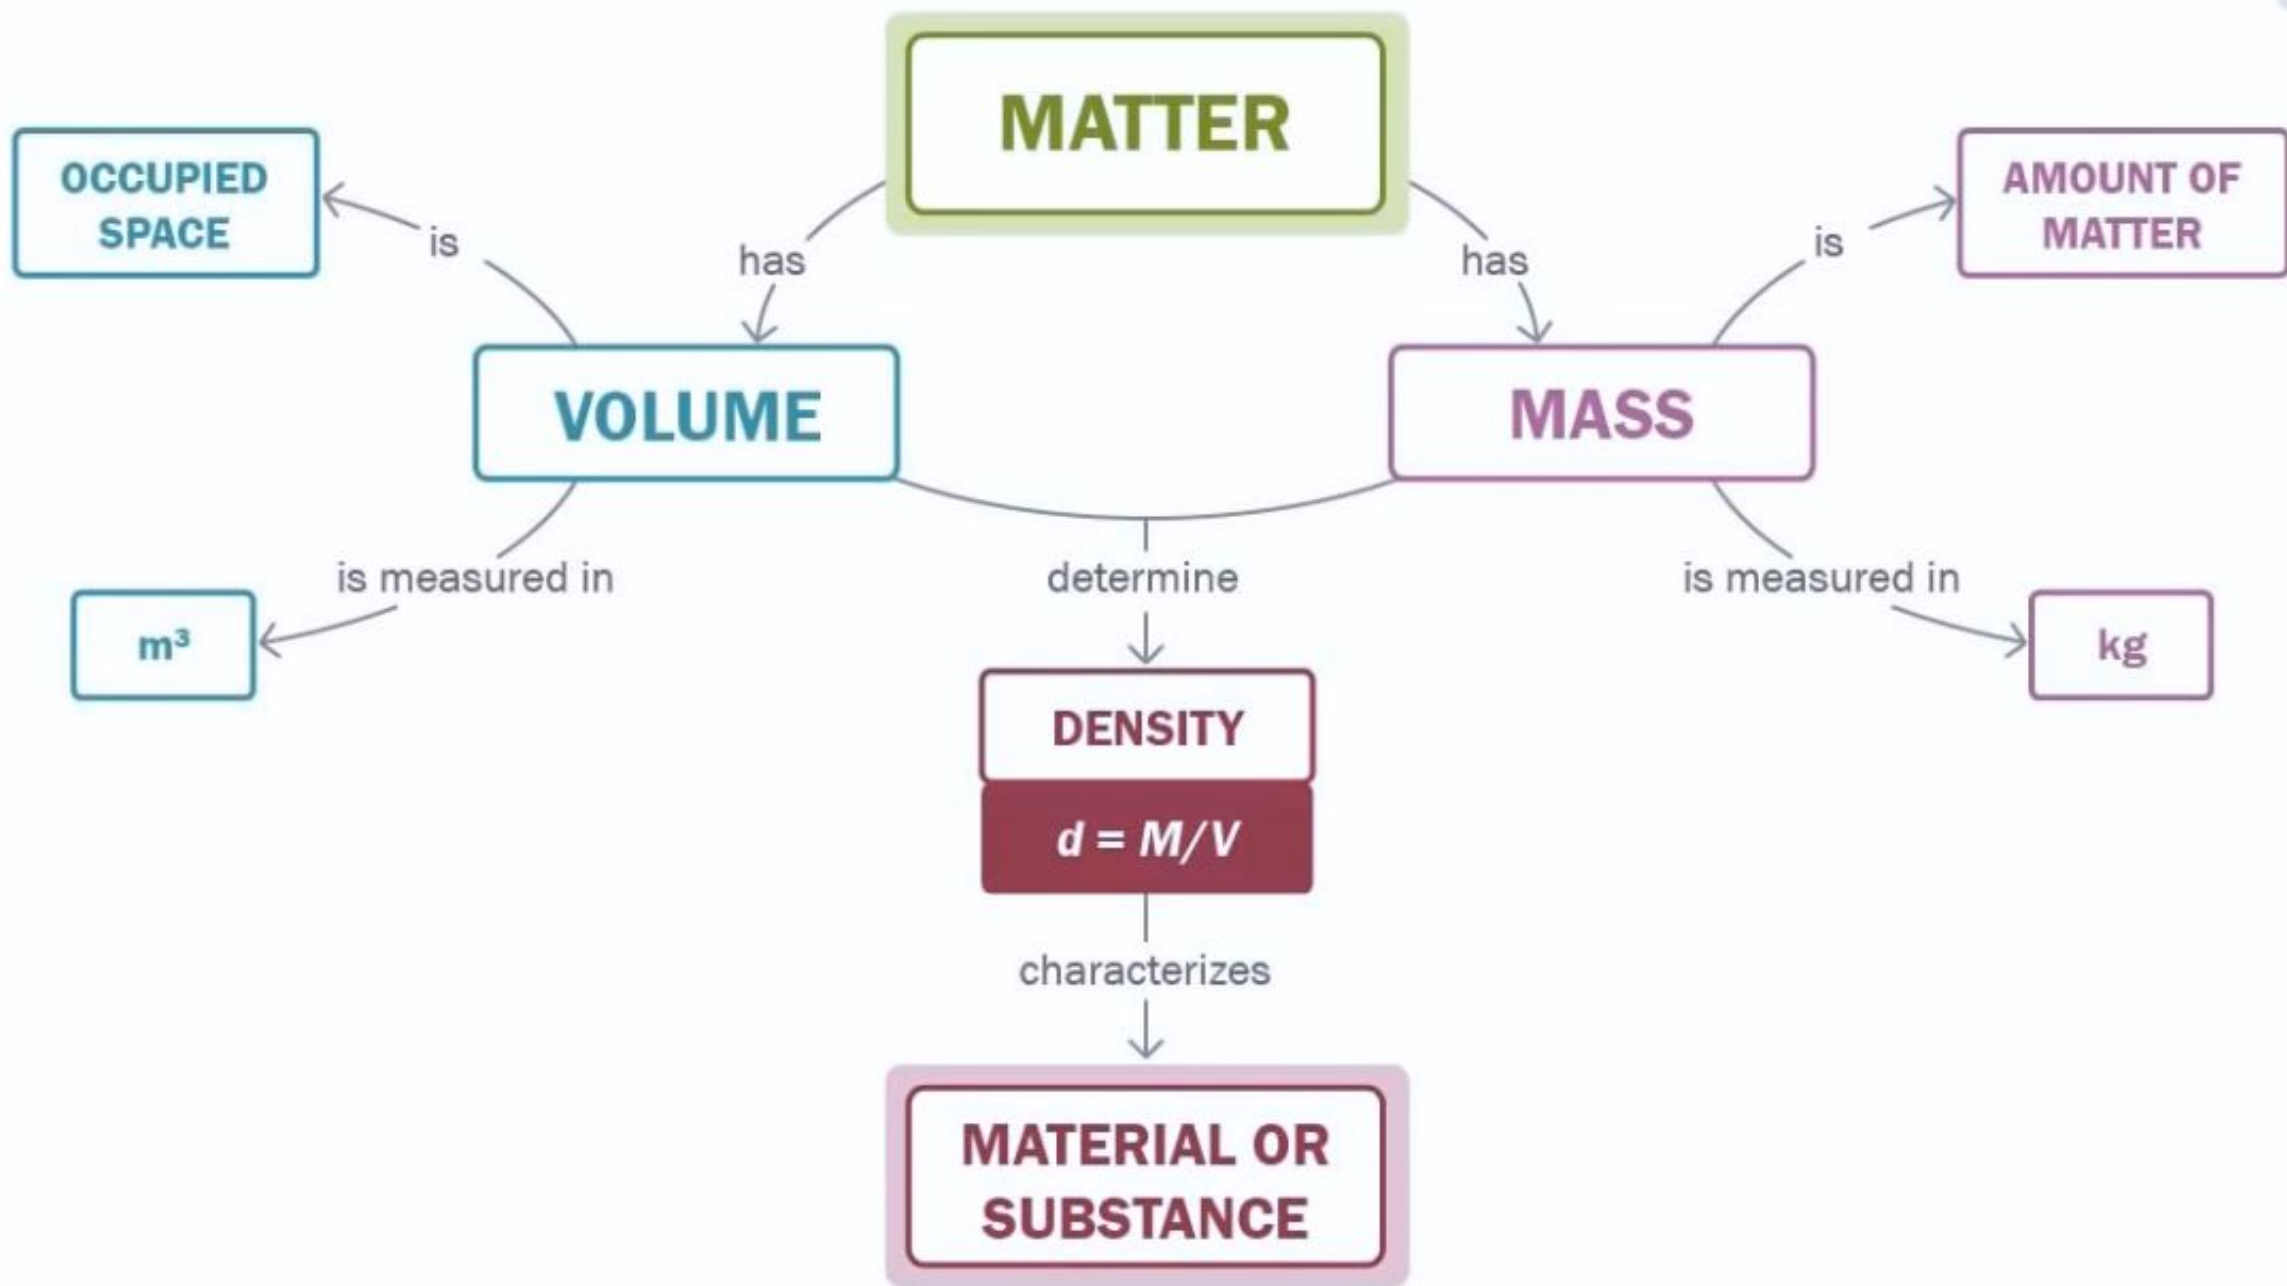 MATTER
OCCUPIED
SPACE
AMOUNT OF
MATTER
is
has
has
is
VOLUME
MASS
is measured in
determine
is measured in
m³
kg
DENSITY
d = M/V
characterizes
MATERIAL OR
SUBSTANCE